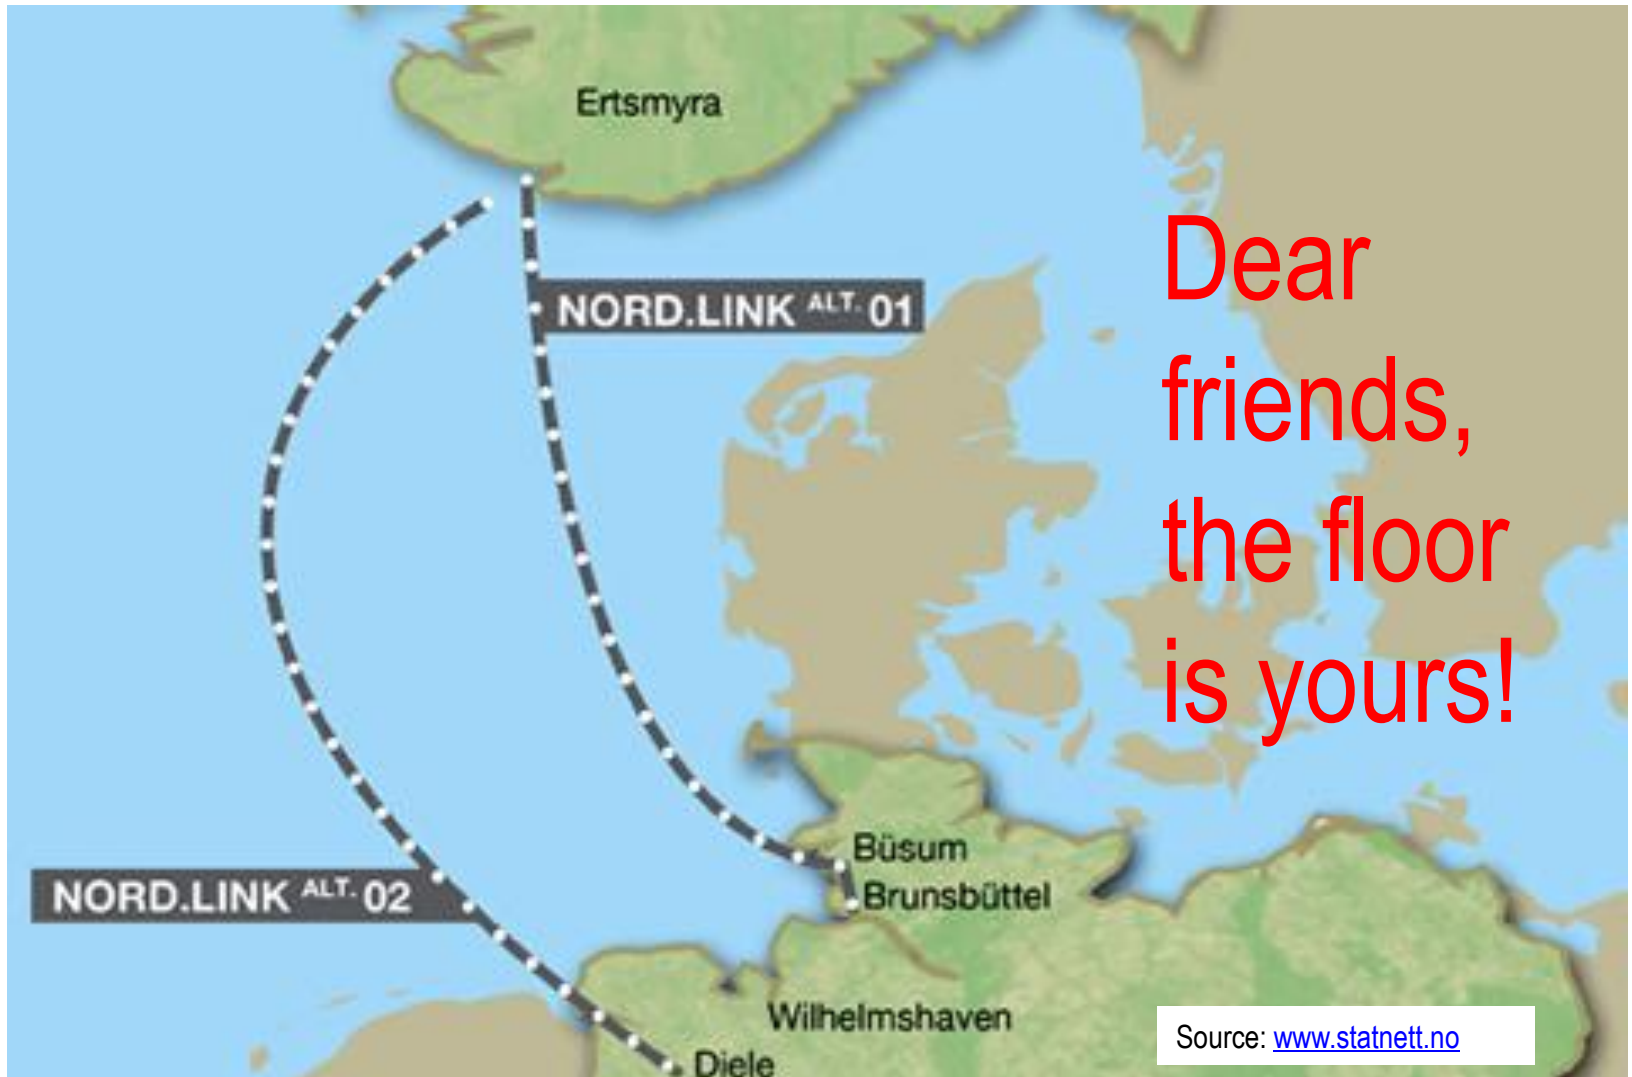 Ertsmyra
Dear
friends,
the floor
is yours!
NORD.LINK ALT. 01
Büsum
Brunsbüttel
NORD.LINK ALT. 02
Wilhelmshaven
Diele
Source: www.statnett.no